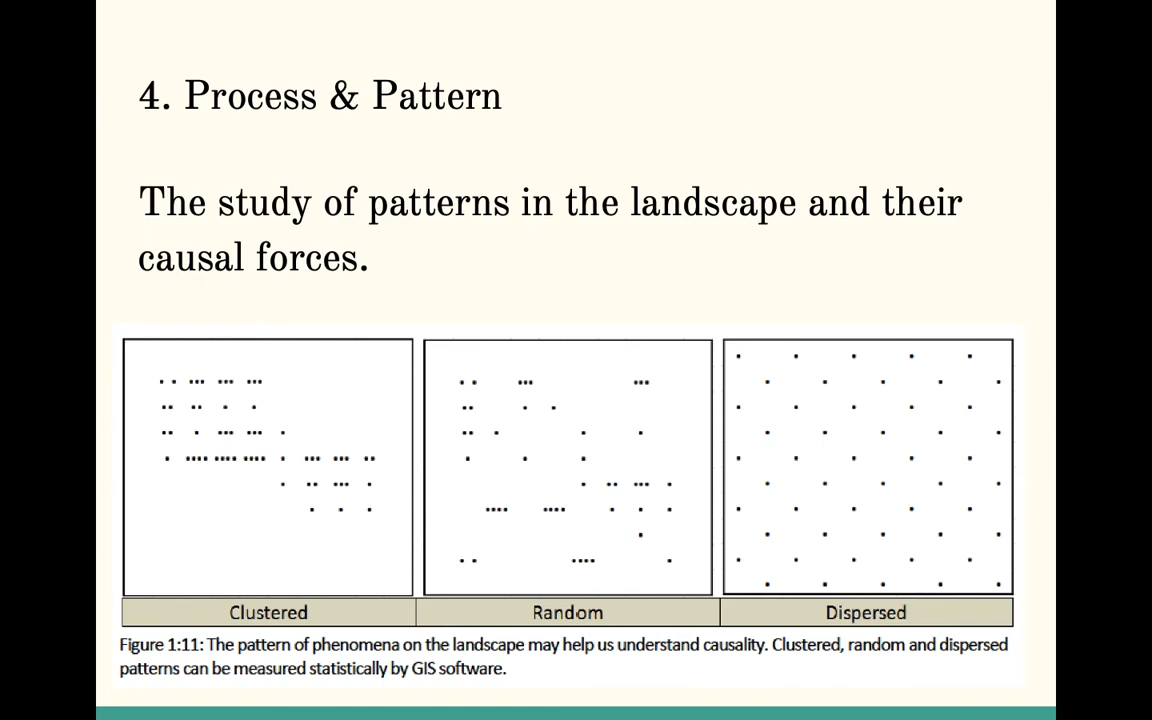 4. Process & Pattern
The study of patterns in the landscape and their
causal forces.
Clustered
Random
Dispersed
Figure 1:11: The pattern of phenomena on the landscape may help us understand causality. Clustered, random and dispersed
patterns can be measured statistically by GIS software.